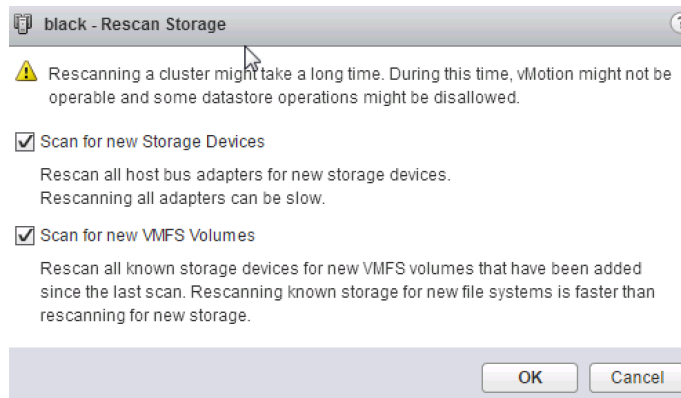 black - Rescan Storage
?
Rescanning a cluster might take a long time. During this time, vMotion might not be
operable and some datastore operations might be disallowed.
Scan for new Storage Devices
Rescan all host bus adapters for new storage devices.
Rescanning all adapters can be slow.
Scan for new VMFS Volumes
Rescan all known storage devices for new VMFS volumes that have been added
since the last scan. Rescanning known storage for new file systems is faster than
rescanning for new storage.
OK
Cancel